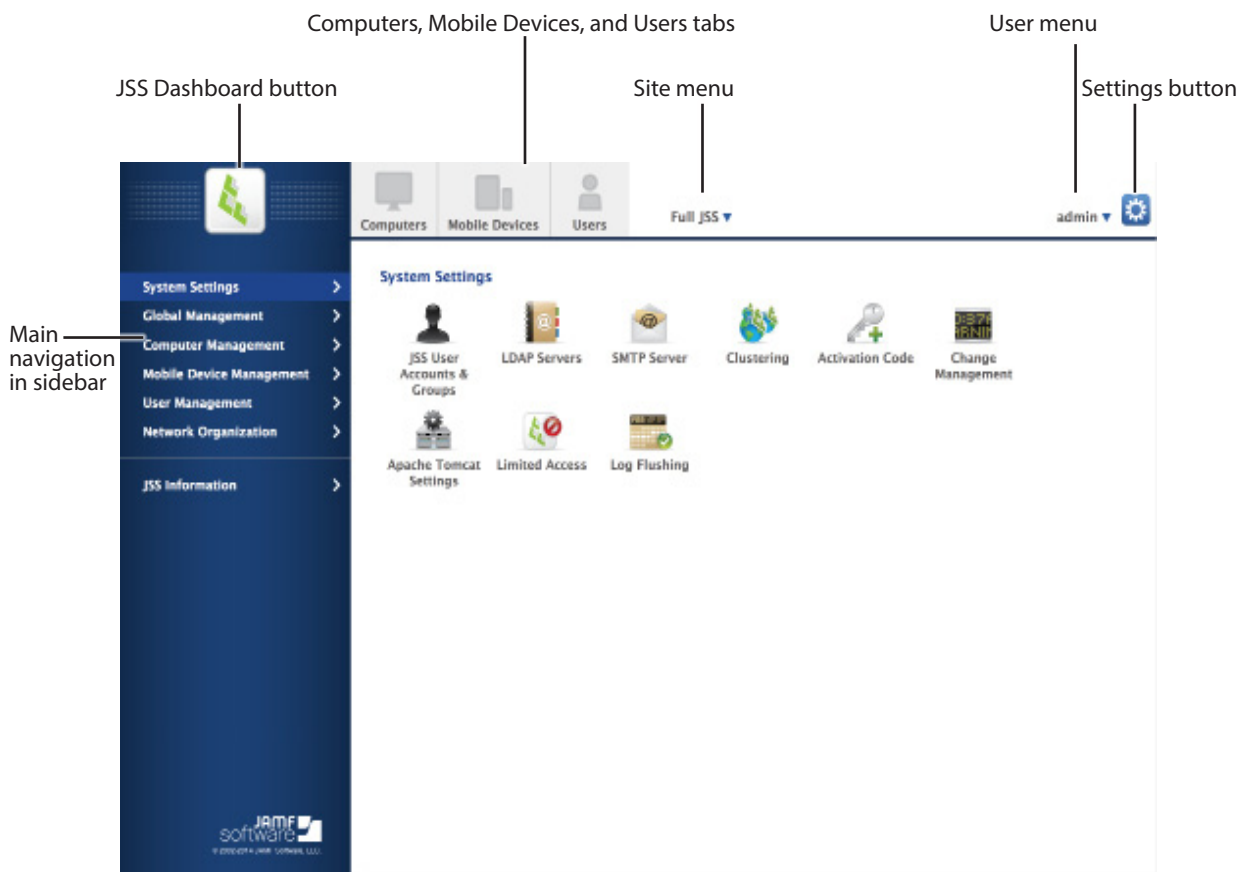 Computers, Mobile Devices, and Users tabs
User menu
JSS Dashboard button
Site menu
Settings button
Computers
Mobile Devices
Users
Full JSS
admin
System Settings
Global Management
Computer Management
Mobile Device Management
User Management
Network Organization
JSS Information
Main
navigation
in sidebar
System Settings
JSS User
Accounts &
Groups
LDAP Servers
SMTP Server
Clustering
Activation Code
Change
Management
Apache Tomcat
Settings
Limited Access
Log Flushing
JAMF
software